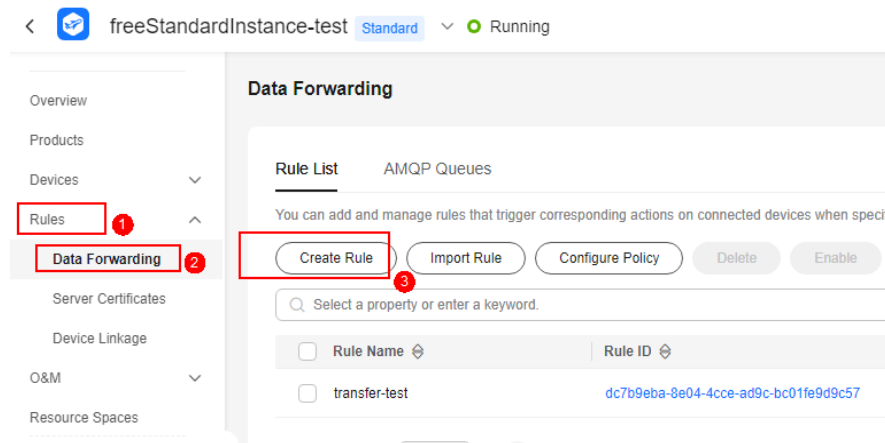 freeStandardInstance-test Standard Running
Overview
Products
Devices
Rules 1
Data Forwarding 2
Server Certificates
Device Linkage
O&M
Resource Spaces
Data Forwarding
Rule List AMQP Queues
You can add and manage rules that trigger corresponding actions on connected devices when speci
Create Rule Import Rule Configure Policy Delete Enable
3
Select a property or enter a keyword.
Rule Name Rule ID
transfer-test dc7b9eba-8e04-4cce-ad9c-bc01fe9d9c57